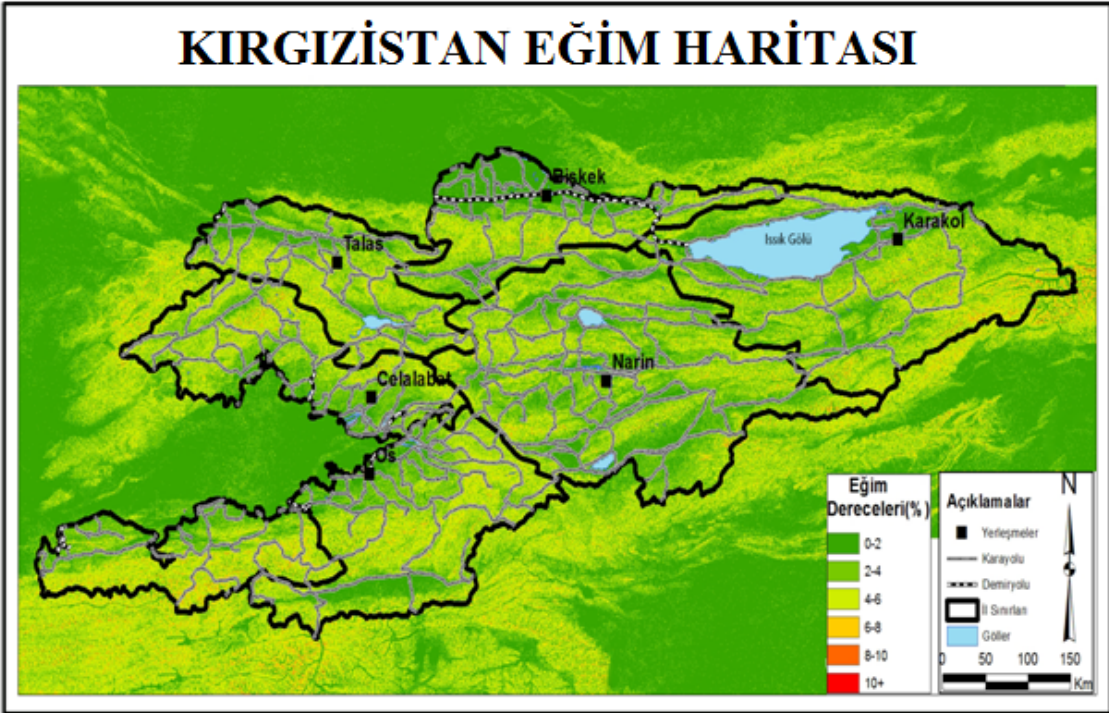 KIRGIZİSTAN EĞİM HARİTASI
Bişkek
Talas
Issık Gölü
Karakol
Narin
Celalabat
Oş
Eğim
Dereceleri(%)
0-2
2-4
4-6
6-8
8-10
10+
Açıklamalar
N
Yerleşmeler
Karayolu
Demiryolu
İl Sınırları
Göller
0 50 100 150
Km